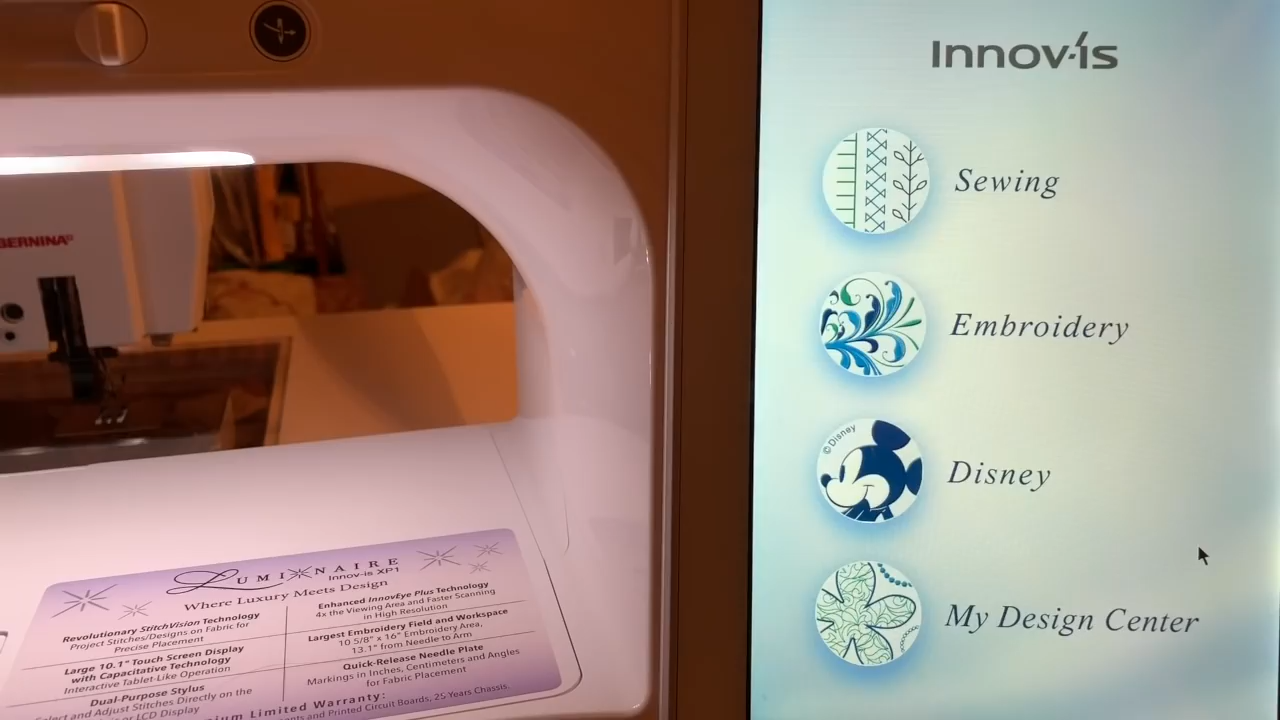 BERNINA
LUMINAIRE
Innov-is XP1
Where Luxury Meets Design
Revolutionary StitchVision Technology
Project Stitches/Designs on Fabric for
Precise Placement
Large 10.1" Touch Screen Display
with Capacitative Technology
Interactive Tablet-Like Operation
Dual-Purpose Stylus
Select and Adjust Stitches Directly on the
or LCD Display
Enhanced InnovEye Plus Technology
4x the Viewing Area and Faster Scanning
in High Resolution
Largest Embroidery Field and Workspace
10 5/8" x 16" Embroidery Area,
13.1" from Needle to Arm
Quick-Release Needle Plate
Markings in Inches, Centimeters and Angles
for Fabric Placement
Limited Warranty:
and Printed Circuit Boards, 25 Years Chassis.
Innov-ís
Sewing
Embroidery
©Disney
Disney
My Design Center